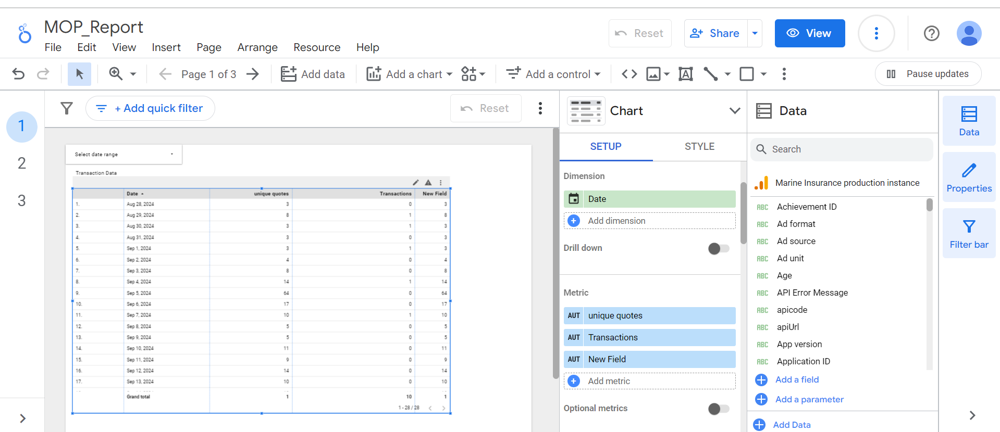 MOP_Report
File Edit View Insert Page Arrange Resource Help
Reset Share View
Page 1 of 3 Add data Add a chart Add a control Pause updates
1
2
3
+ Add quick filter Reset
Select date range
Transaction Data
Date unique quotes Transactions New Field
1. Aug 28, 2024 3 0 3
2. Aug 29, 2024 8 1 8
3. Aug 30, 2024 3 1 3
4. Aug 31, 2024 3 0 3
5. Sep 1, 2024 3 1 3
6. Sep 2, 2024 4 0 4
7. Sep 3, 2024 8 0 8
8. Sep 4, 2024 14 1 14
9. Sep 5, 2024 64 0 64
10. Sep 6, 2024 17 0 17
11. Sep 7, 2024 10 1 10
12. Sep 8, 2024 5 0 5
13. Sep 9, 2024 5 0 5
14. Sep 10, 2024 11 0 11
15. Sep 11, 2024 9 0 9
16. Sep 12, 2024 14 0 14
17. Sep 13, 2024 10 0 10
Grand total 1 10 1
1 - 28 / 28
Chart
SETUP STYLE
Dimension
Date
Add dimension
Drill down
Metric
AUT unique quotes
AUT Transactions
AUT New Field
Add metric
Optional metrics
Data
Search
Marine Insurance production instance
ABC Achievement ID
ABC Ad format
ABC Ad source
ABC Ad unit
ABC Age
ABC API Error Message
ABC apicode
ABC apiUrl
ABC App version
ABC Application ID
Add a field
Add a parameter
Add Data
Data
Properties
Filter bar